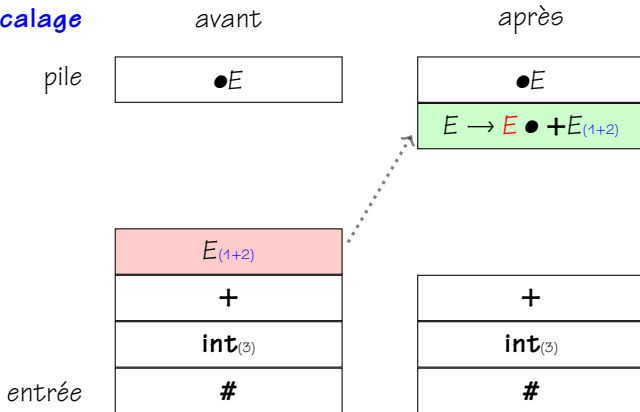 calage avant après
pile ●E ●E
E → E ● +E(1+2)
E(1+2)
+ +
int(3) int(3)
entrée # #